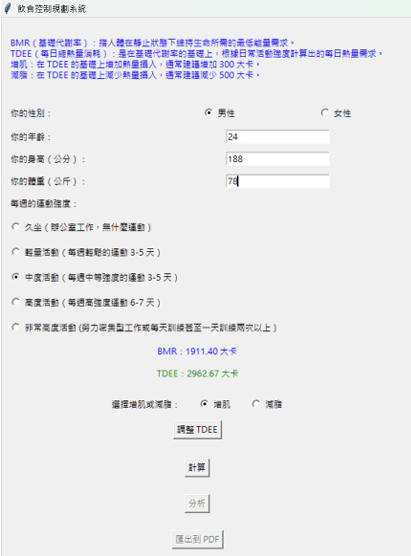 飲食控制規劃系統
BMR（基礎代謝率）：指人體在靜止狀態下維持生命所需的最低能量需求。
TDEE（每日總熱量消耗）：是在基礎代謝率的基礎上，根據日常活動強度計算出的每日熱量需求。
增肌：在 TDEE 的基礎上增加熱量攝入，通常建議增加 300 大卡。
減脂：在 TDEE 的基礎上減少熱量攝入，通常建議減少 500 大卡。
你的性別： 男性 女性
你的年齡： 24
你的身高（公分）： 188
你的體重（公斤）： 78
每週的運動強度：
久坐（辦公室工作，無什麼運動）
輕量活動（每週輕鬆的運動 3-5 天）
中度活動（每週中等強度的運動 3-5 天）
高度活動（每週高強度運動 6-7 天）
非常高度活動 (勞力密集型工作或每天訓練甚至一天訓練兩次以上）
BMR：1911.40 大卡
TDEE：2962.67 大卡
選擇增肌或減脂： 增肌 減脂
調整 TDEE
計算
分析
匯出到 PDF